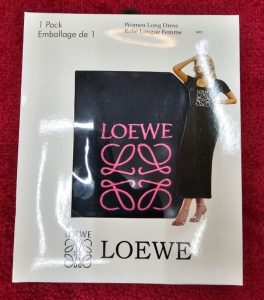 1 Pack
Emballage de 1
Women Long Dress
Robe Longue Femme
LOEWE
LOEWE
LOEWE